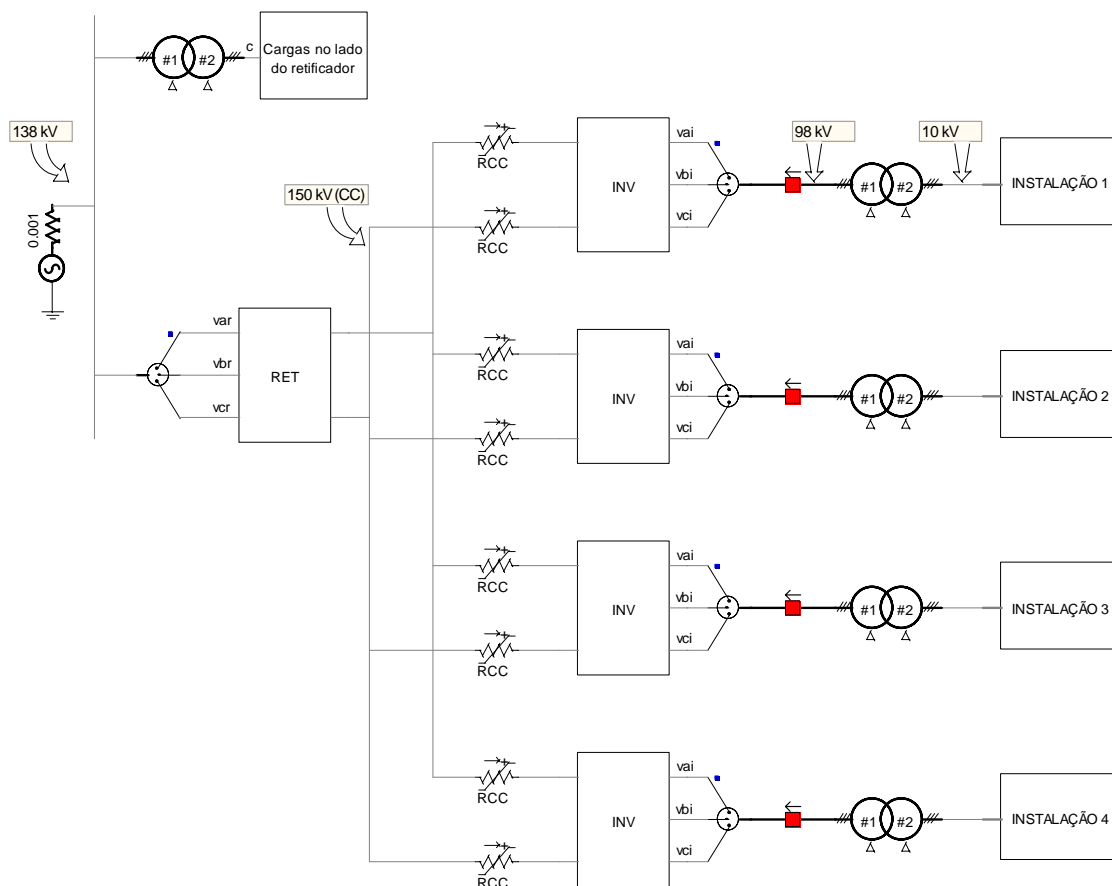 c
#1 #2
Cargas no lado
do retificador
138 kV
0.001
150 kV (CC)
var
vbr
vcr
RET
RCC
RCC
INV
vai
vbi
vci
98 kV
#1 #2
10 kV
INSTALAÇÃO 1
RCC
RCC
INV
vai
vbi
vci
#1 #2
INSTALAÇÃO 2
RCC
RCC
INV
vai
vbi
vci
#1 #2
INSTALAÇÃO 3
RCC
RCC
INV
vai
vbi
vci
#1 #2
INSTALAÇÃO 4